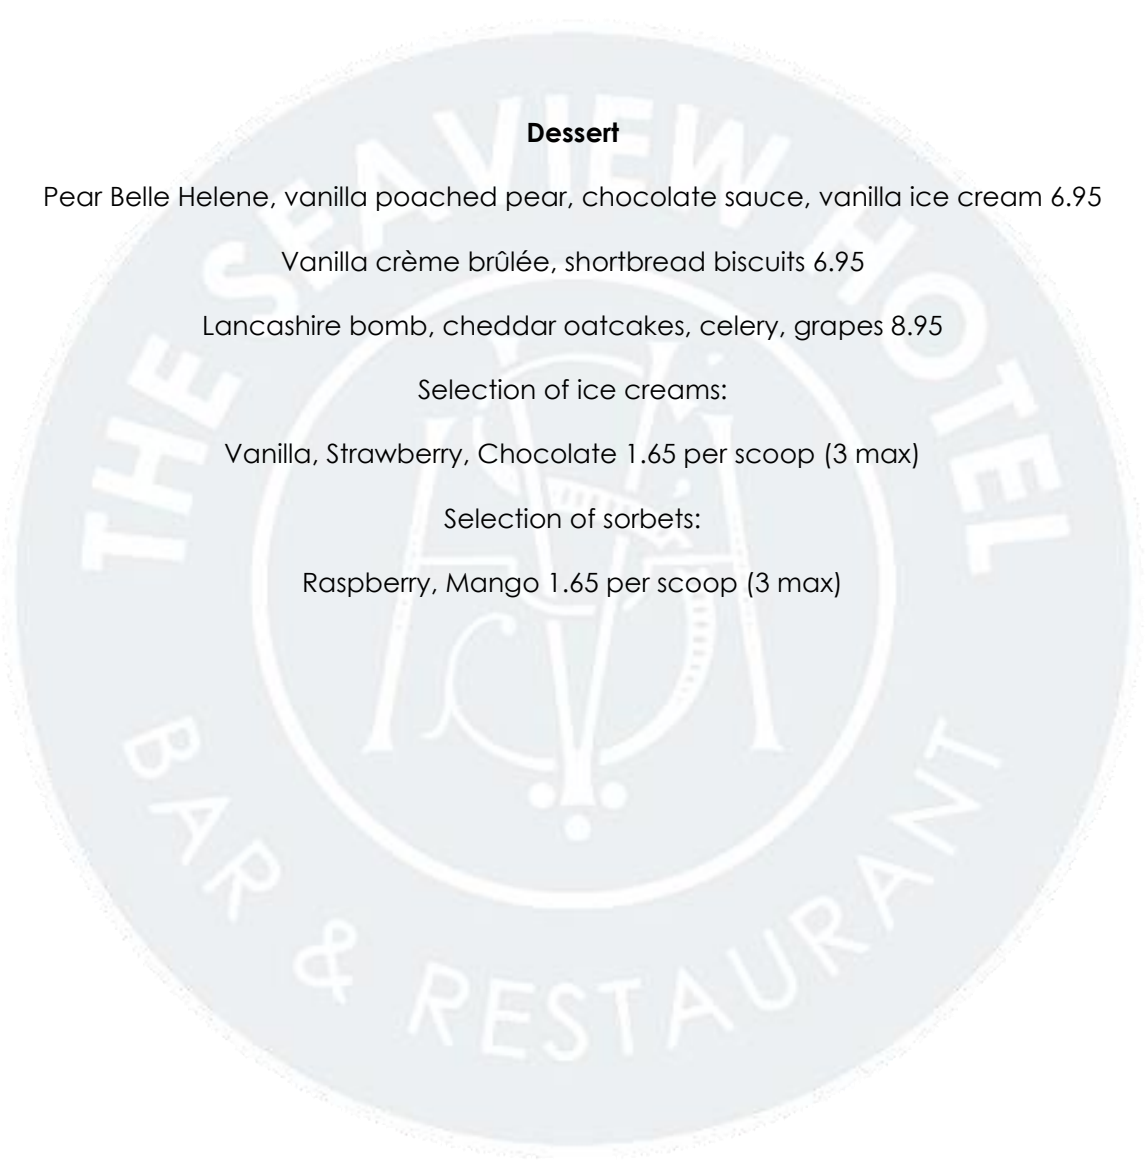 Dessert
Pear Belle Helene, vanilla poached pear, chocolate sauce, vanilla ice cream 6.95
Vanilla crème brûlée, shortbread biscuits 6.95
Lancashire bomb, cheddar oatcakes, celery, grapes 8.95
Selection of ice creams:
Vanilla, Strawberry, Chocolate 1.65 per scoop (3 max)
Selection of sorbets:
Raspberry, Mango 1.65 per scoop (3 max)
THE SEAVIEW HOTEL
BAR & RESTAURANT